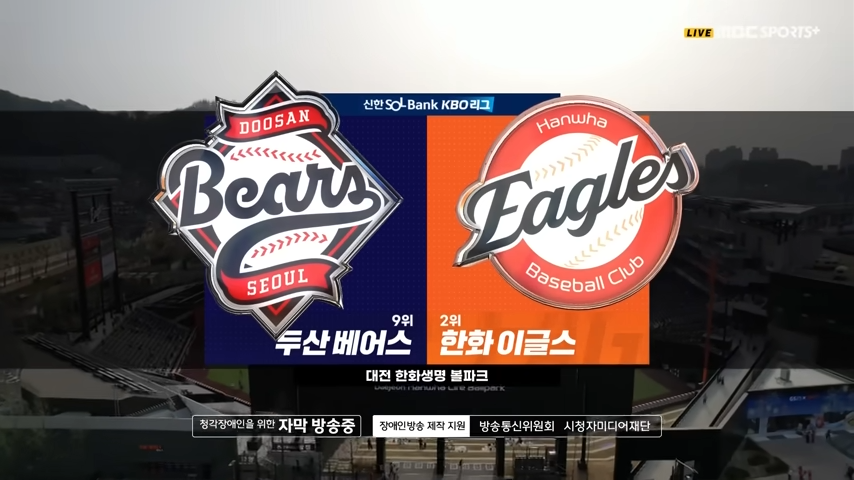 LIVE MBC SPORTS+
신한 SOL Bank KBO 리그
DOOSAN
Bears
SEOUL
Hanwha
Eagles
Baseball Club
9위
두산 베어스
2위
한화 이글스
대전 한화생명 볼파크
Daejeon Hanwha Life Ballpark
청각장애인을 위한 자막 방송중
장애인방송 제작 지원 방송통신위원회 시청자미디어재단